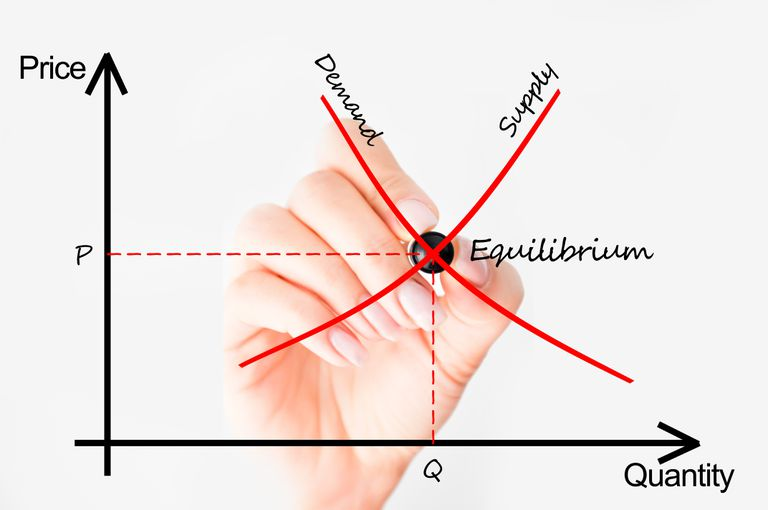 Price
Demand
Supply
P
Equilibrium
Q
Quantity